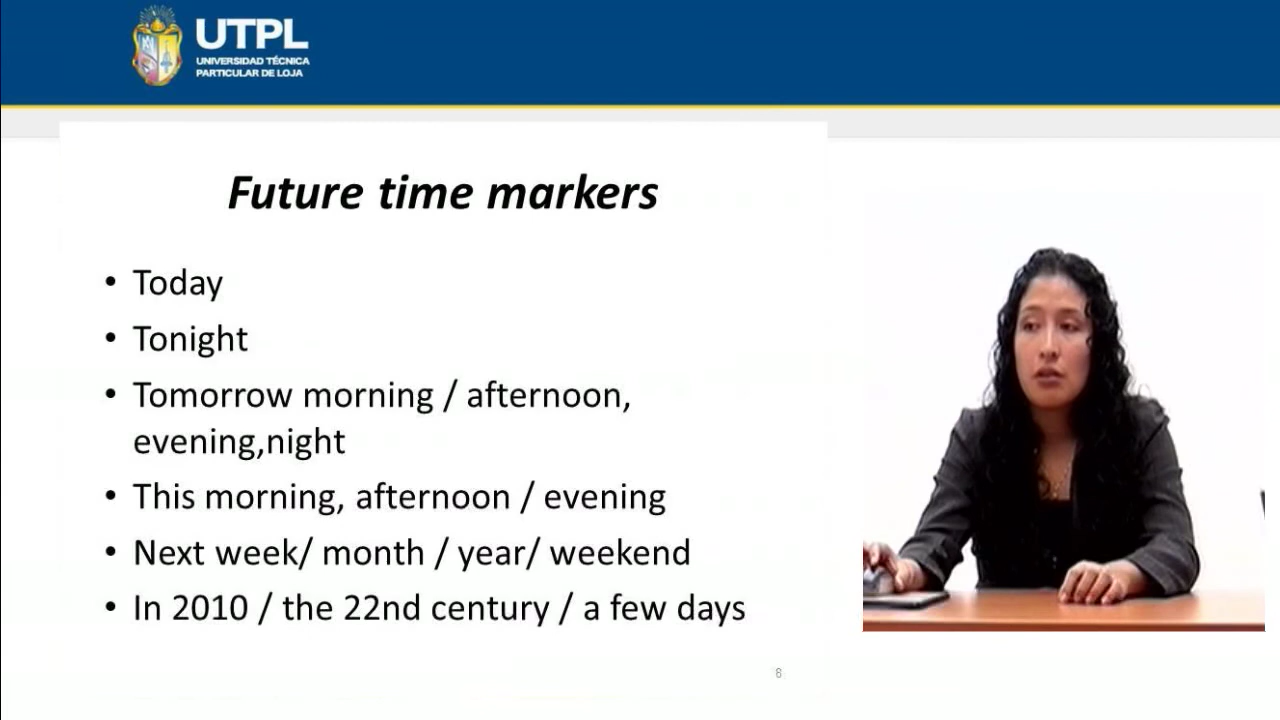 UTPL
UNIVERSIDAD TÉCNICA
PARTICULAR DE LOJA
Future time markers
• Today
• Tonight
• Tomorrow morning / afternoon,
evening,night
• This morning, afternoon / evening
• Next week/ month / year/ weekend
• In 2010 / the 22nd century / a few days
6